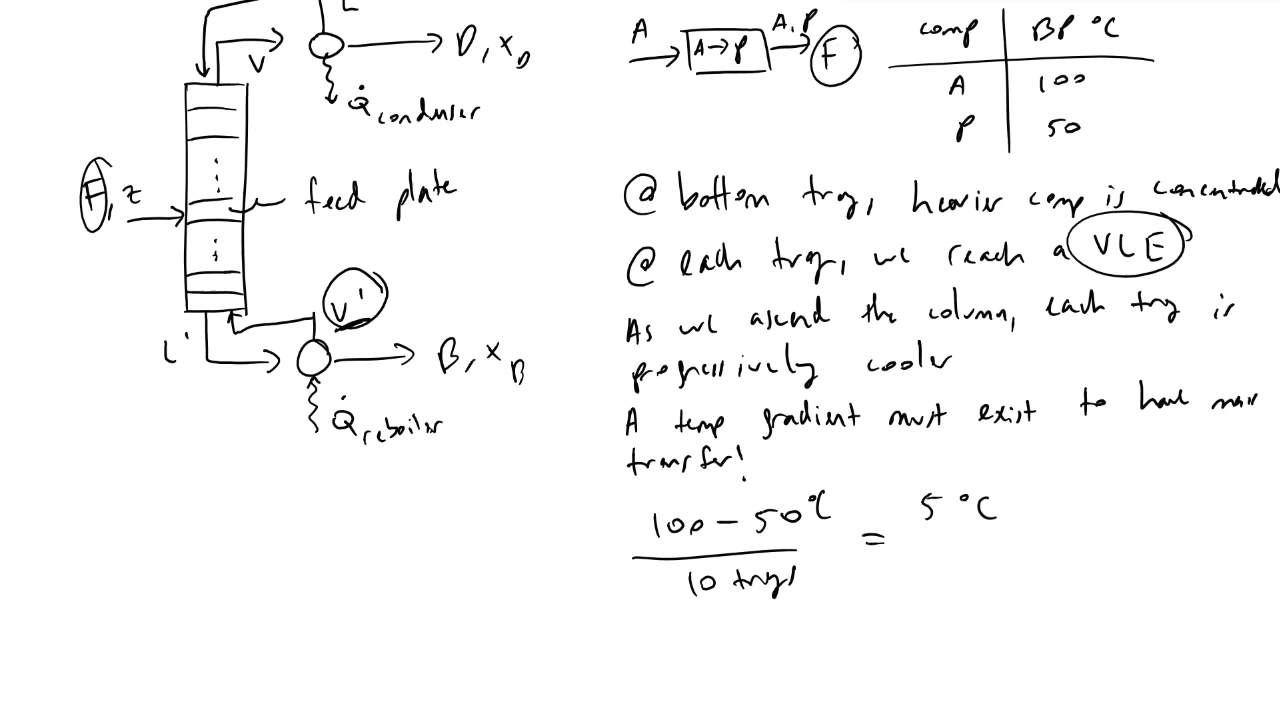 L
V
D, x_D
Q̇ condenser
F, z
feed plate
V'
L'
B, x_B
Q̇ reboiler
A
A→P
A, P
F
comp BP °C
A 100
P 50
@ bottom tray, heavier comp is concentrated
@ each tray, we reach a VLE
As we ascend the column, each tray is
progressively cooler
A temp gradient must exist to have mass
transfer!
100 - 50°C
10 trays
= 5 °C